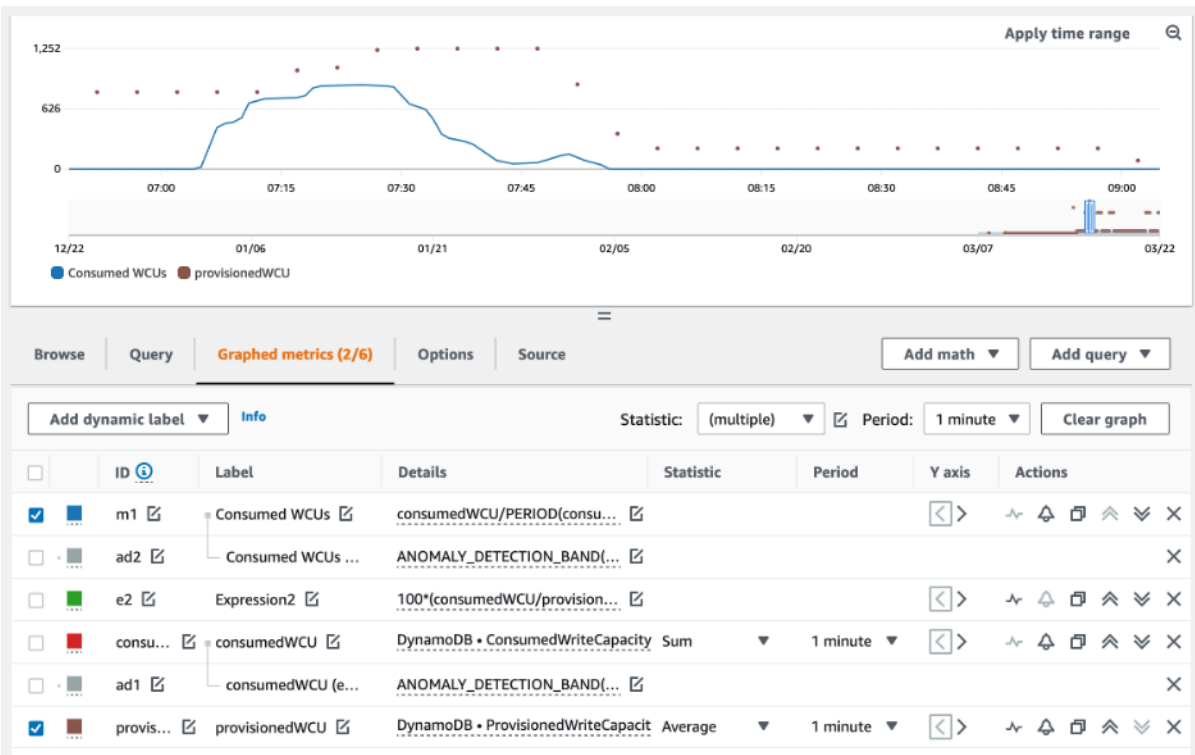 Apply time range
1,252
626
0
07:00 07:15 07:30 07:45 08:00 08:15 08:30 08:45 09:00
12/22 01/06 01/21 02/05 02/20 03/07 03/22
Consumed WCUs provisionedWCU
Browse Query Graphed metrics (2/6) Options Source Add math Add query
Add dynamic label Info Statistic: (multiple) Period: 1 minute Clear graph
ID Label Details Statistic Period Y axis Actions
m1 Consumed WCUs consumedWCU/PERIOD(consu...
ad2 Consumed WCUs ... ANOMALY_DETECTION_BAND(...
e2 Expression2 100*(consumedWCU/provision...
consu... consumedWCU DynamoDB • ConsumedWriteCapacity Sum 1 minute
ad1 consumedWCU (e... ANOMALY_DETECTION_BAND(...
provis... provisionedWCU DynamoDB • ProvisionedWriteCapacit Average 1 minute